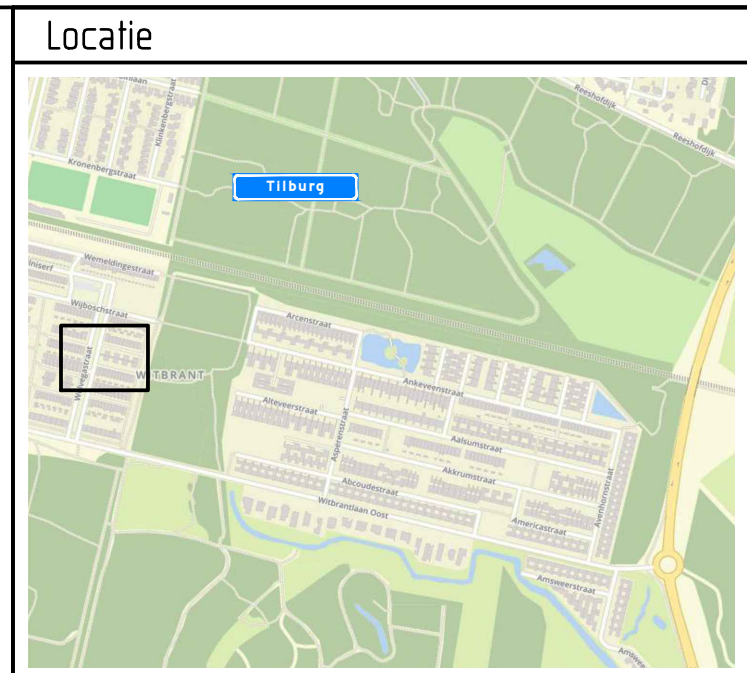 Locatie
Reeshofdijk
Klinkenbergstraat
Reeshofdijk
Kronenbergstraat
Tilburg
Wemeldingestraat
Wijboschstraat
Arcenstraat
WITBRANT
Ankeveenstraat
Alteveerstraat
Asperenstraat
Aalsumstraat
Akkrumstraat
Abcoudestraat
Avenhornstraat
Witbrantlaan Oost
Americastraat
Amsweerstraat